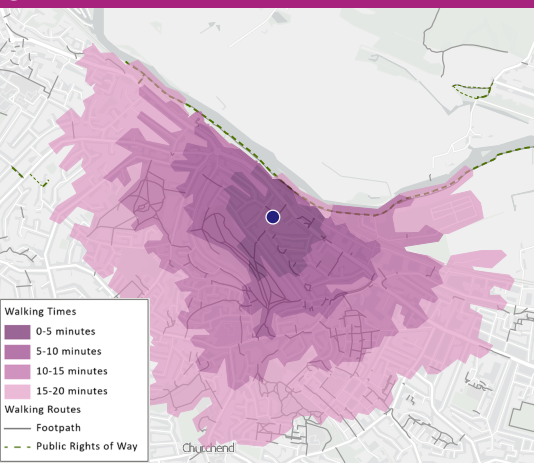 Walking Times
0-5 minutes
5-10 minutes
10-15 minutes
15-20 minutes
Walking Routes
Footpath
Public Rights of Way
Churchend